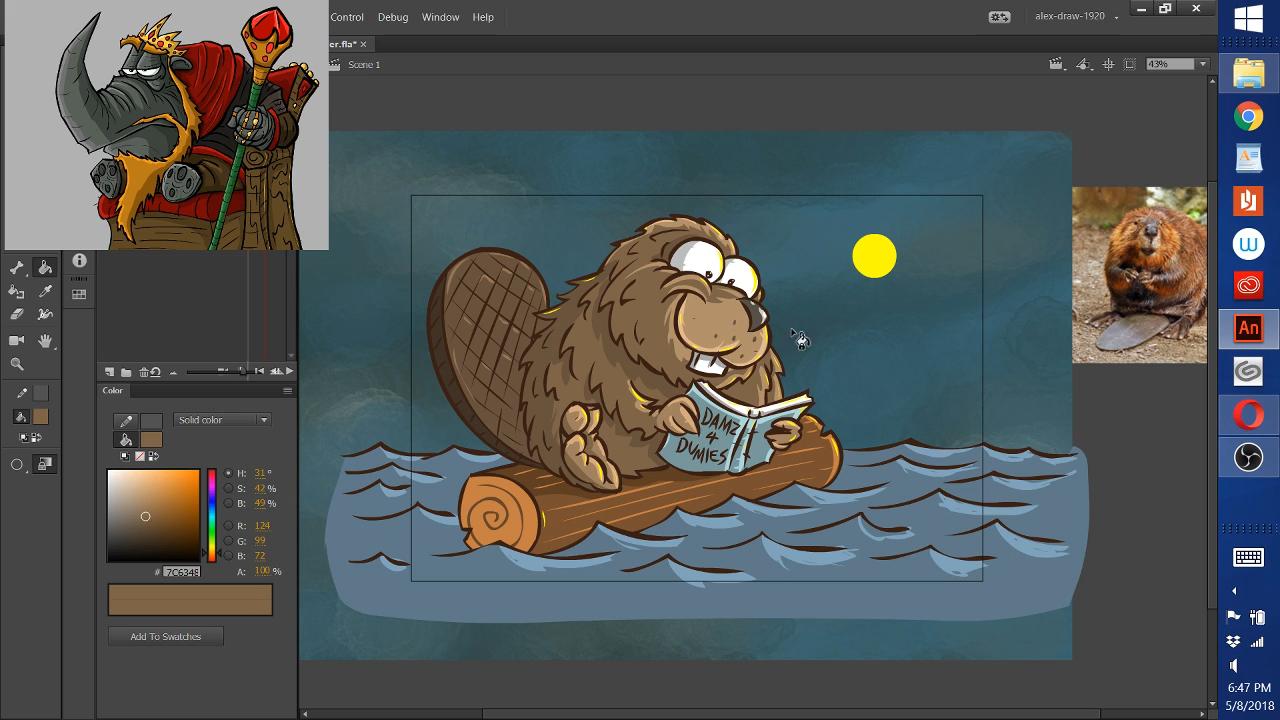 Control Debug Window Help
alex-draw-1920
er.fla* ×
Scene 1
43%
Color
Solid color
H: 31 °
S: 42 %
B: 49 %
R: 124
G: 99
B: 72
# 7C6348
A: 100 %
Add To Swatches
DAMZ
4
DUMIES
An
6:47 PM
5/8/2018